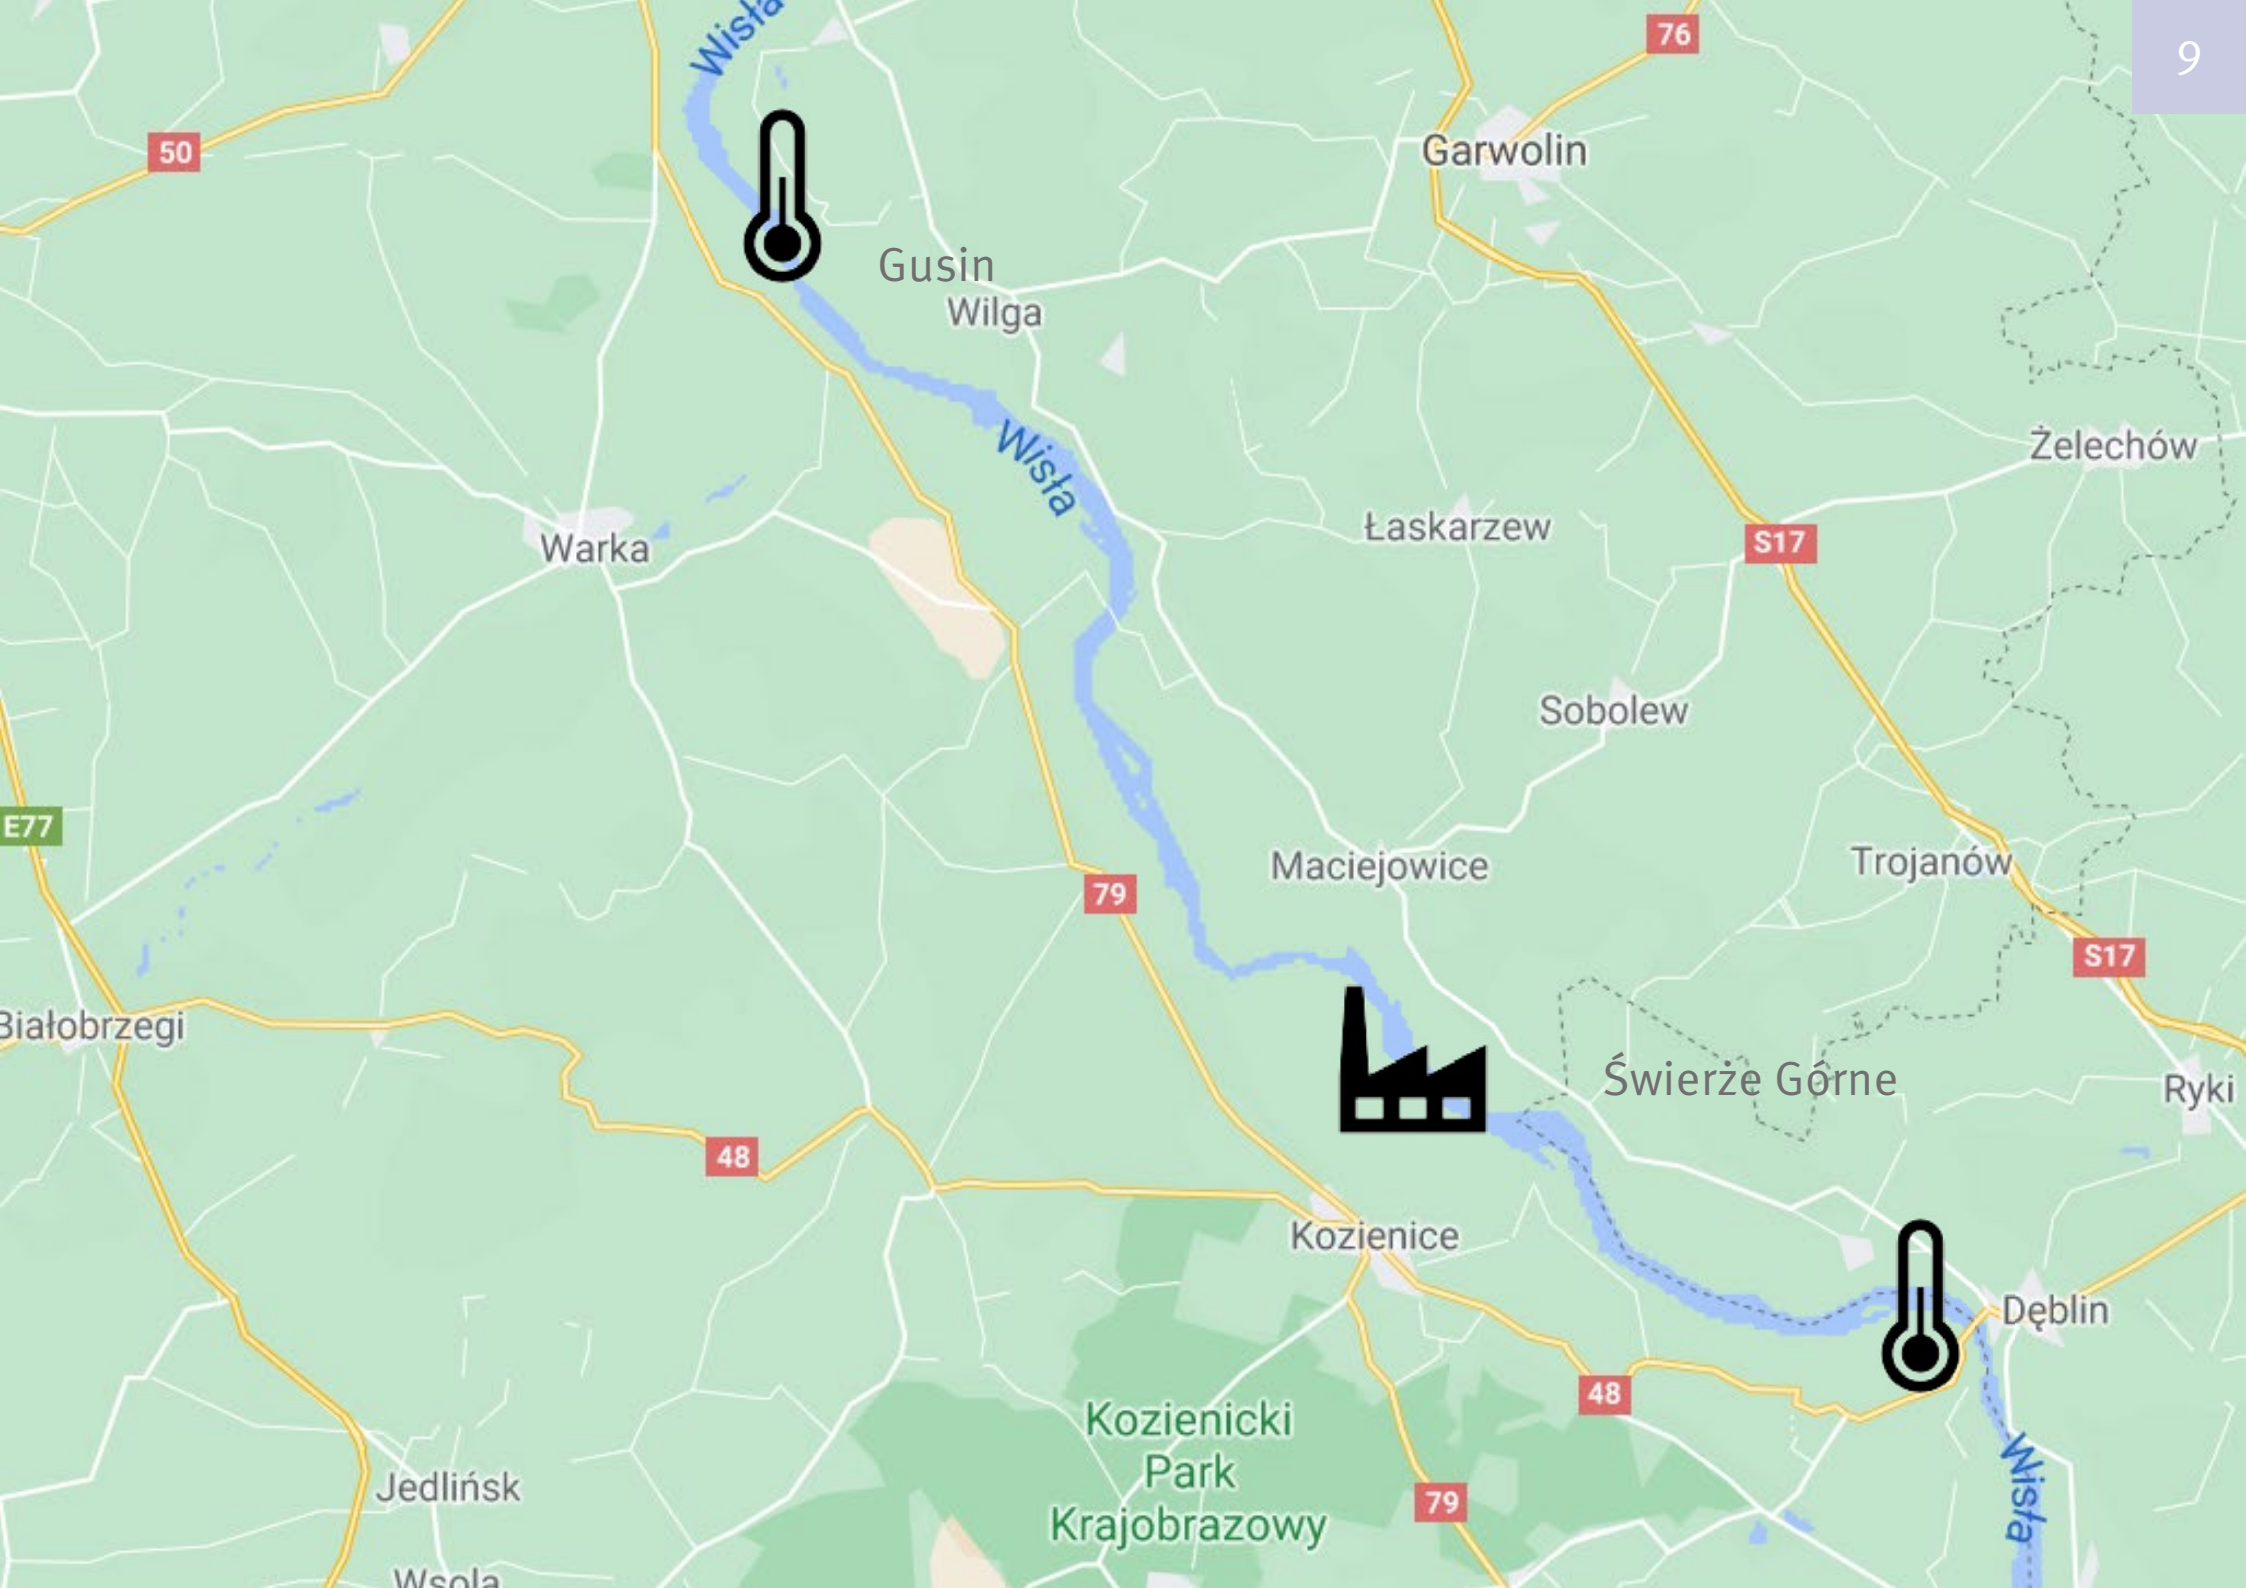 Wisła
76
9
50
Garwolin
Gusin
Wilga
Żelechów
Wisła
Łaskarzew
S17
Warka
Sobolew
E77
Maciejowice
Trojanów
79
S17
Białobrzegi
Świerże Górne
Ryki
48
Kozienice
Dęblin
48
Kozienicki
Park
Krajobrazowy
Jedlińsk
79
Wisła
Wsola